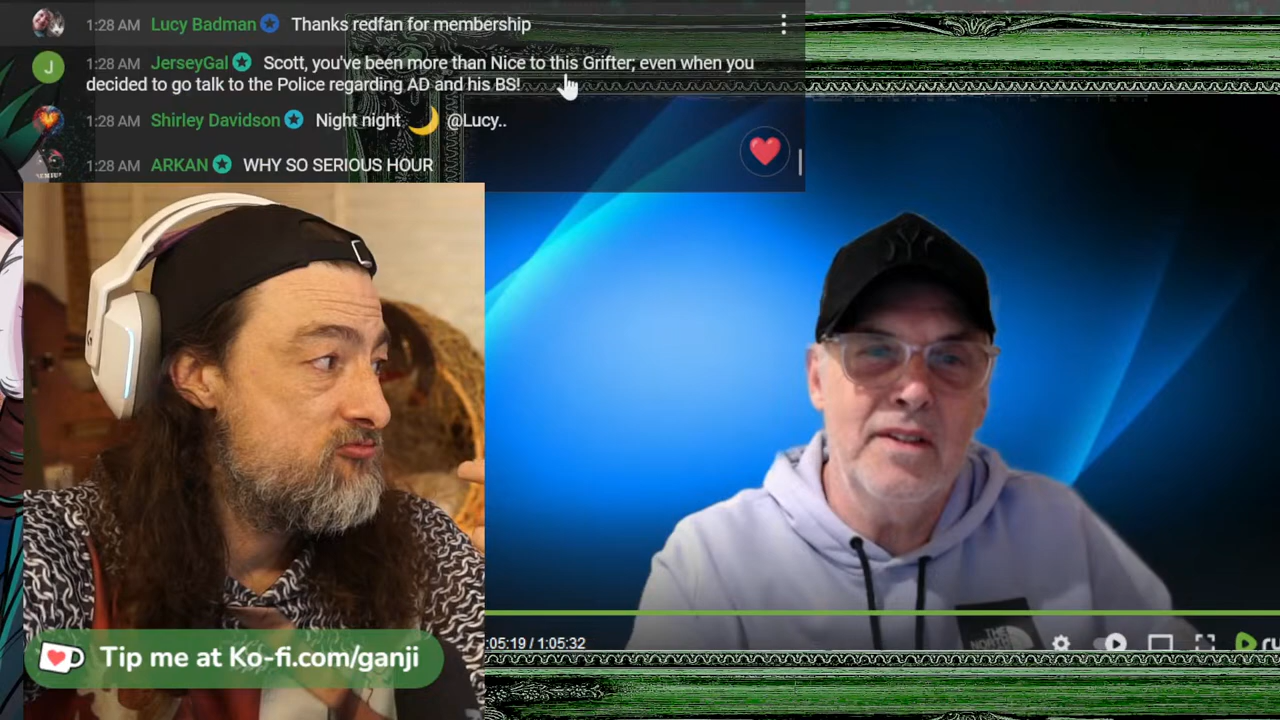 1:28 AM Lucy Badman Thanks redfan for membership
1:28 AM JerseyGal Scott, you've been more than Nice to this Grifter; even when you
decided to go talk to the Police regarding AD and his BS!
1:28 AM Shirley Davidson Night night 🌙 @Lucy..
1:28 AM ARKAN WHY SO SERIOUS HOUR
J
Tip me at Ko-fi.com/ganji
:05:19 / 1:05:32
THE
NORTH